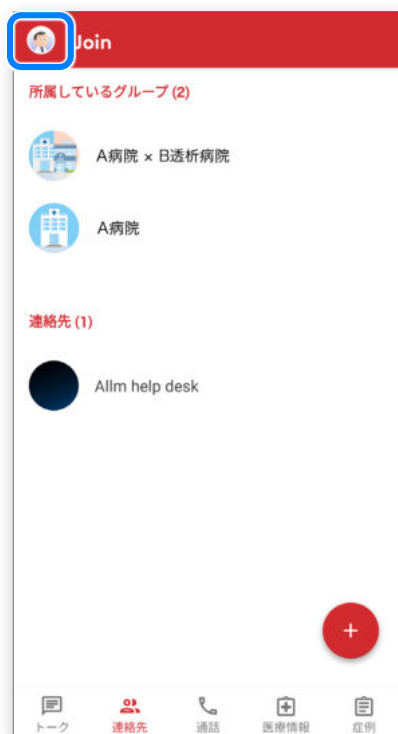 Join
所属しているグループ (2)
A病院 × B透析病院
A病院
連絡先 (1)
Allm help desk
+
トーク 連絡先 通話 医療情報 症例